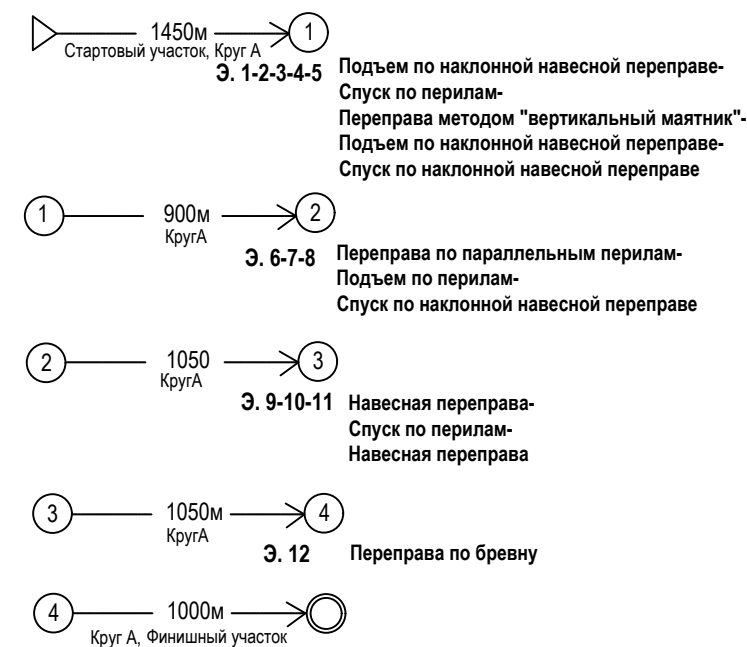 1450м
1
Стартовый участок, Круг А
Э. 1-2-3-4-5
Подъем по наклонной навесной переправе-
Спуск по перилам-
Переправа методом "вертикальный маятник"-
Подъем по наклонной навесной переправе-
Спуск по наклонной навесной переправе
1
900м
2
КругА
Э. 6-7-8
Переправа по параллельным перилам-
Подъем по перилам-
Спуск по наклонной навесной переправе
2
1050
3
КругА
Э. 9-10-11
Навесная переправа-
Спуск по перилам-
Навесная переправа
3
1050м
4
КругА
Э. 12
Переправа по бревну
4
1000м
Круг А, Финишный участок